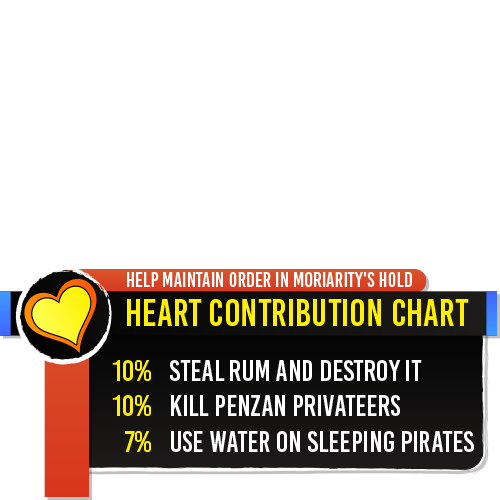 HELP MAINTAIN ORDER IN MORIARITY'S HOLD
HEART CONTRIBUTION CHART
10% STEAL RUM AND DESTROY IT
10% KILL PENZAN PRIVATEERS
7% USE WATER ON SLEEPING PIRATES